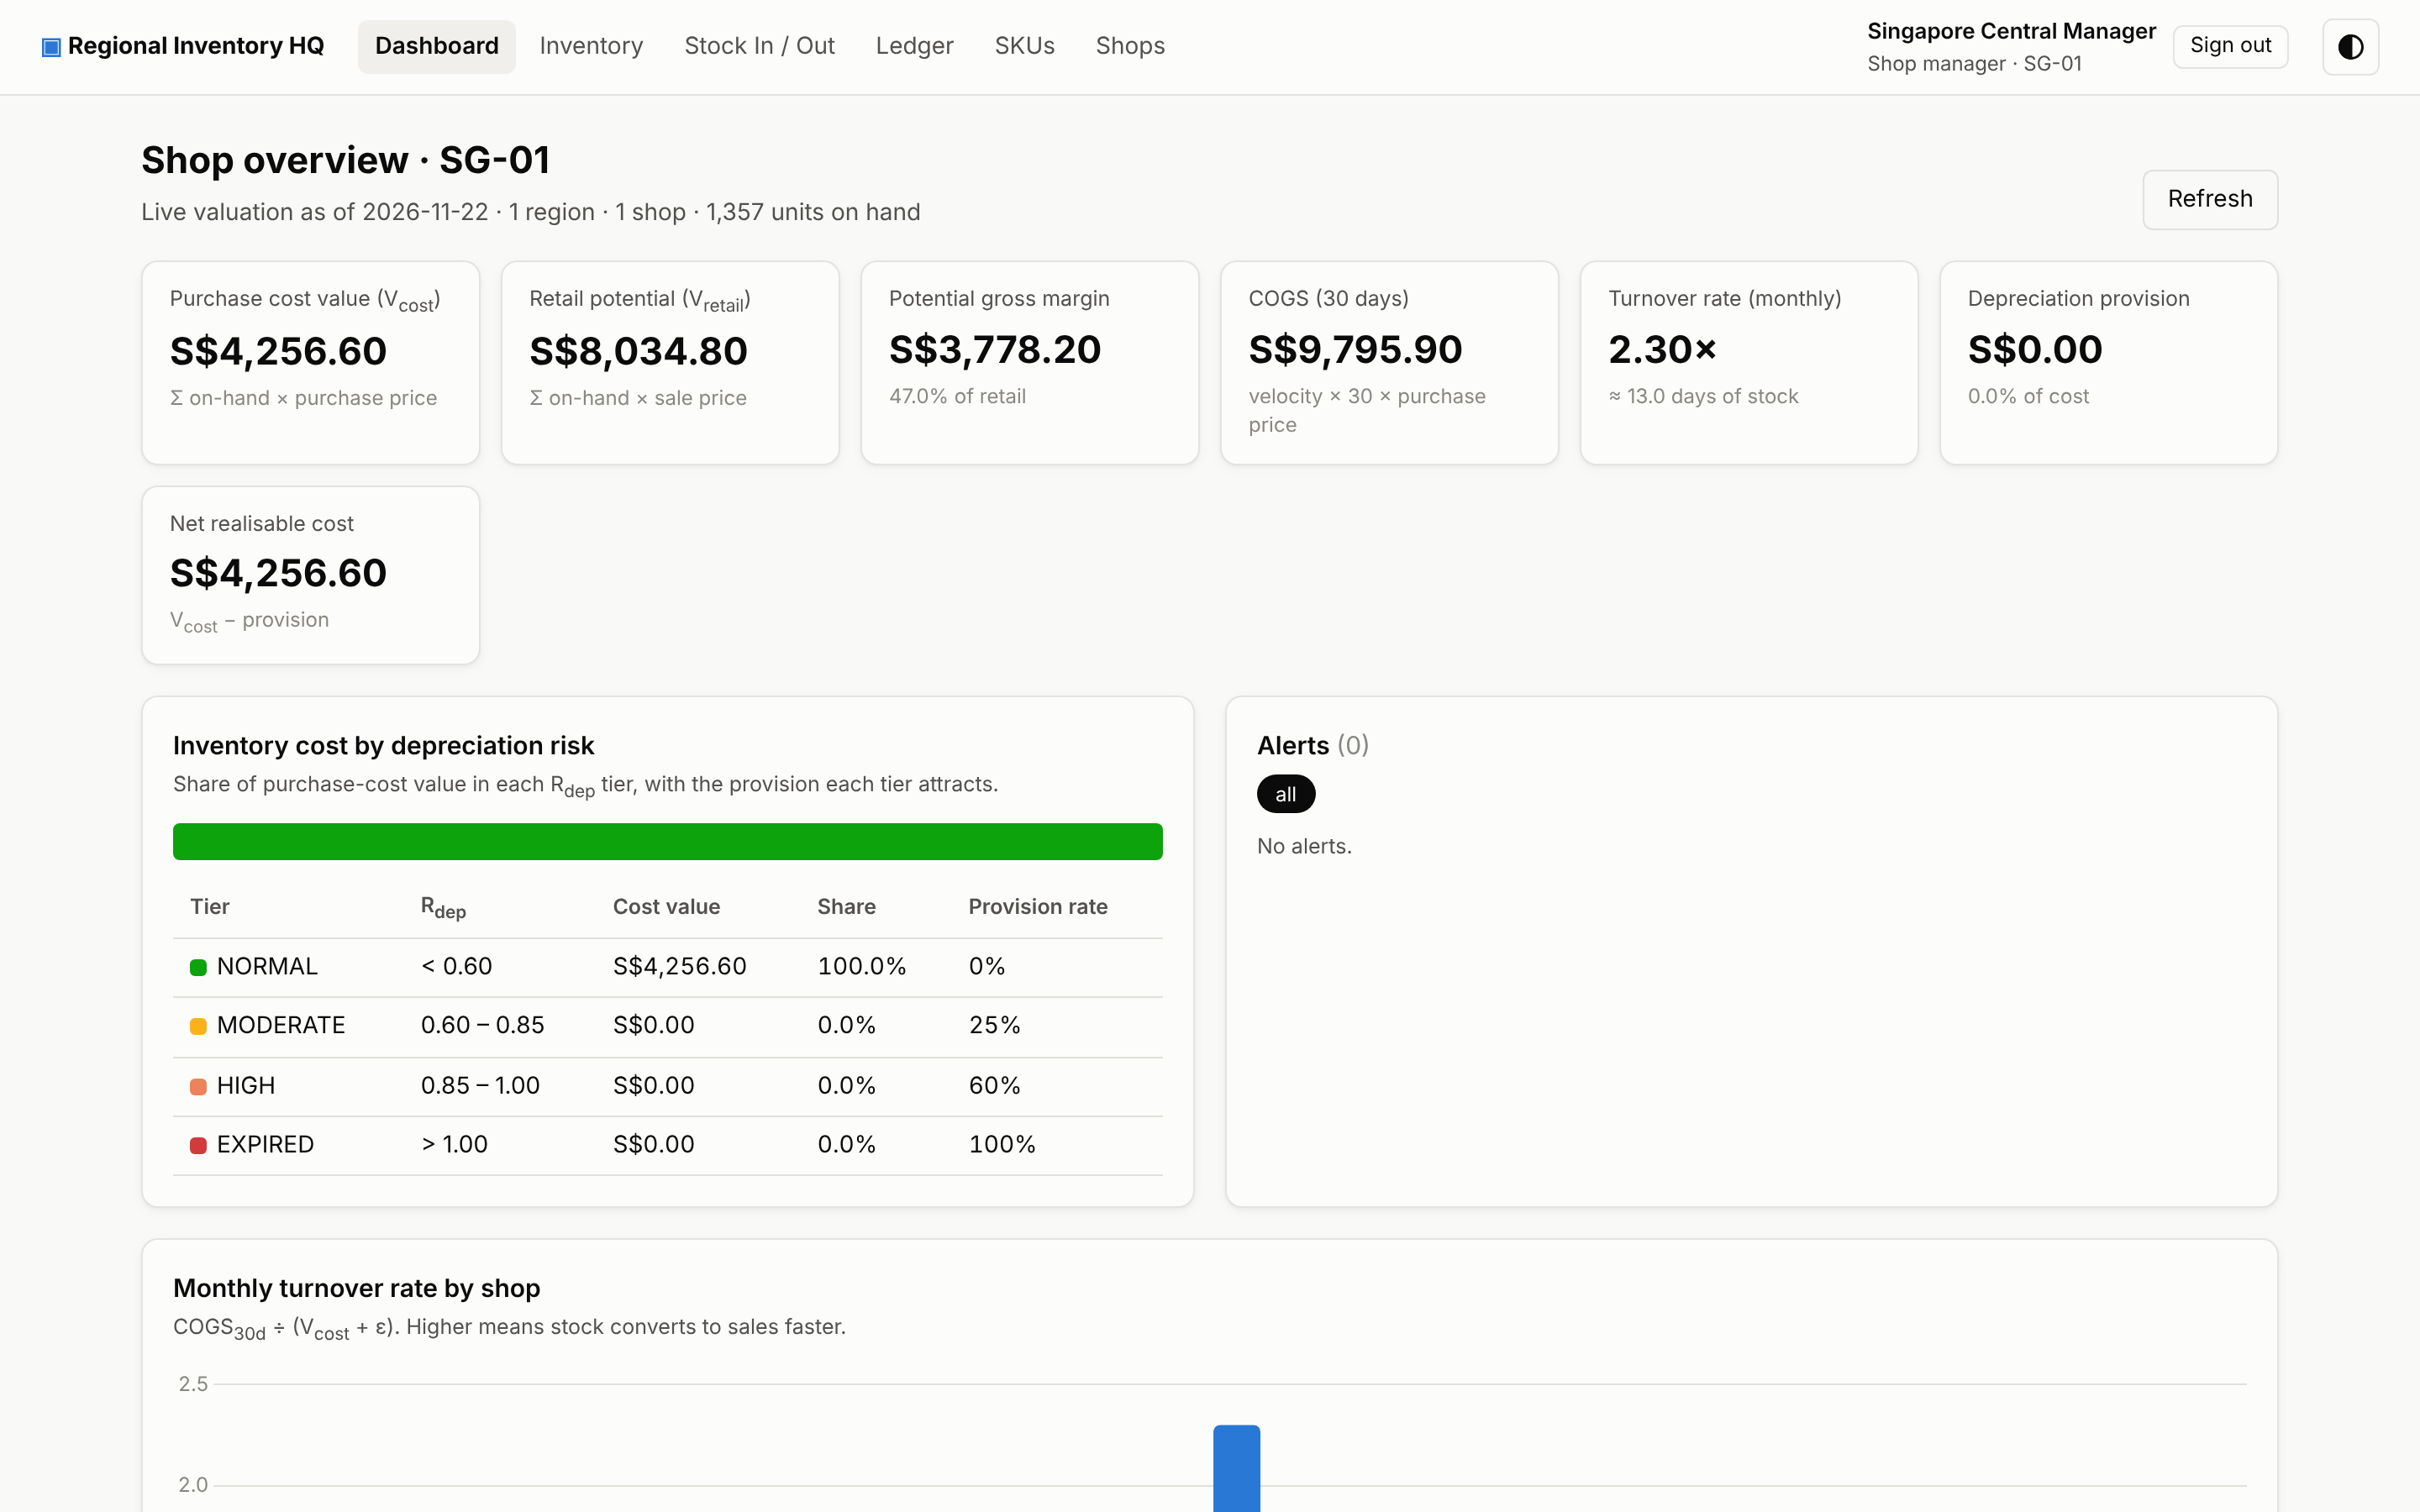 Regional Inventory HQ
Dashboard
Inventory
Stock In / Out
Ledger
SKUs
Shops
Singapore Central Manager
Shop manager · SG-01
Sign out
Shop overview · SG-01
Live valuation as of 2026-11-22 · 1 region · 1 shop · 1,357 units on hand
Refresh
Purchase cost value (Vcost)
S$4,256.60
Σ on-hand × purchase price
Retail potential (Vretail)
S$8,034.80
Σ on-hand × sale price
Potential gross margin
S$3,778.20
47.0% of retail
COGS (30 days)
S$9,795.90
velocity × 30 × purchase
price
Turnover rate (monthly)
2.30×
≈ 13.0 days of stock
Depreciation provision
S$0.00
0.0% of cost
Net realisable cost
S$4,256.60
Vcost − provision
Inventory cost by depreciation risk
Share of purchase-cost value in each Rdep tier, with the provision each tier attracts.
Tier Rdep Cost value Share Provision rate
NORMAL < 0.60 S$4,256.60 100.0% 0%
MODERATE 0.60 – 0.85 S$0.00 0.0% 25%
HIGH 0.85 – 1.00 S$0.00 0.0% 60%
EXPIRED > 1.00 S$0.00 0.0% 100%
Alerts (0)
all
No alerts.
Monthly turnover rate by shop
COGS30d ÷ (Vcost + ε). Higher means stock converts to sales faster.
2.5
2.0